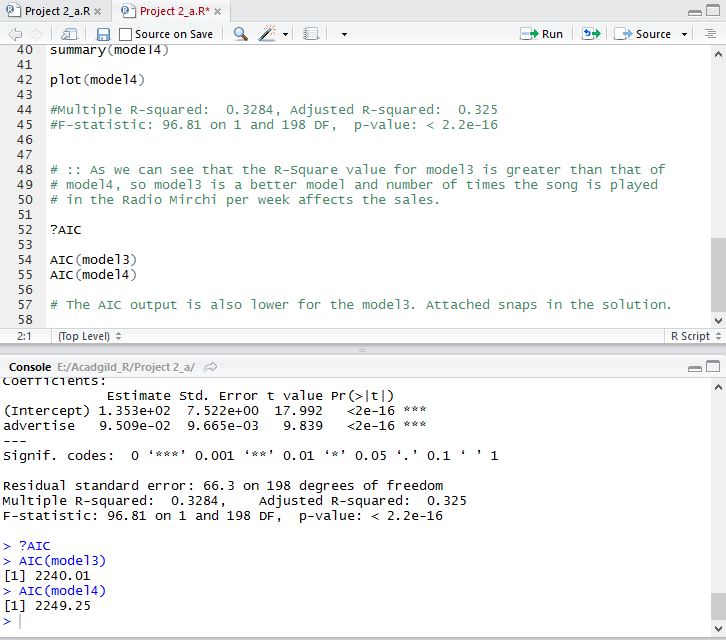 Project 2_a.R
Project 2_a.R*
Source on Save
Run
Source
40 summary(model4)
41
42 plot(model4)
43
44 #Multiple R-squared:  0.3284, Adjusted R-squared:  0.325
45 #F-statistic: 96.81 on 1 and 198 DF,  p-value: < 2.2e-16
46
47
48 # :: As we can see that the R-Square value for model3 is greater than that of
49 # model4, so model3 is a better model and number of times the song is played
50 # in the Radio Mirchi per week affects the sales.
51
52 ?AIC
53
54 AIC(model3)
55 AIC(model4)
56
57 # The AIC output is also lower for the model3. Attached snaps in the solution.
58
2:1 (Top Level) R Script
Console E:/Acadgild_R/Project 2_a/
Coefficients:
Estimate Std. Error t value Pr(>|t|)
(Intercept) 1.353e+02  7.522e+00  17.992   <2e-16 ***
advertise   9.509e-02  9.665e-03   9.839   <2e-16 ***
---
Signif. codes:  0 ‘***’ 0.001 ‘**’ 0.01 ‘*’ 0.05 ‘.’ 0.1 ‘ ’ 1
Residual standard error: 66.3 on 198 degrees of freedom
Multiple R-squared:  0.3284,    Adjusted R-squared:  0.325
F-statistic: 96.81 on 1 and 198 DF,  p-value: < 2.2e-16
> ?AIC
> AIC(model3)
[1] 2240.01
> AIC(model4)
[1] 2249.25
>